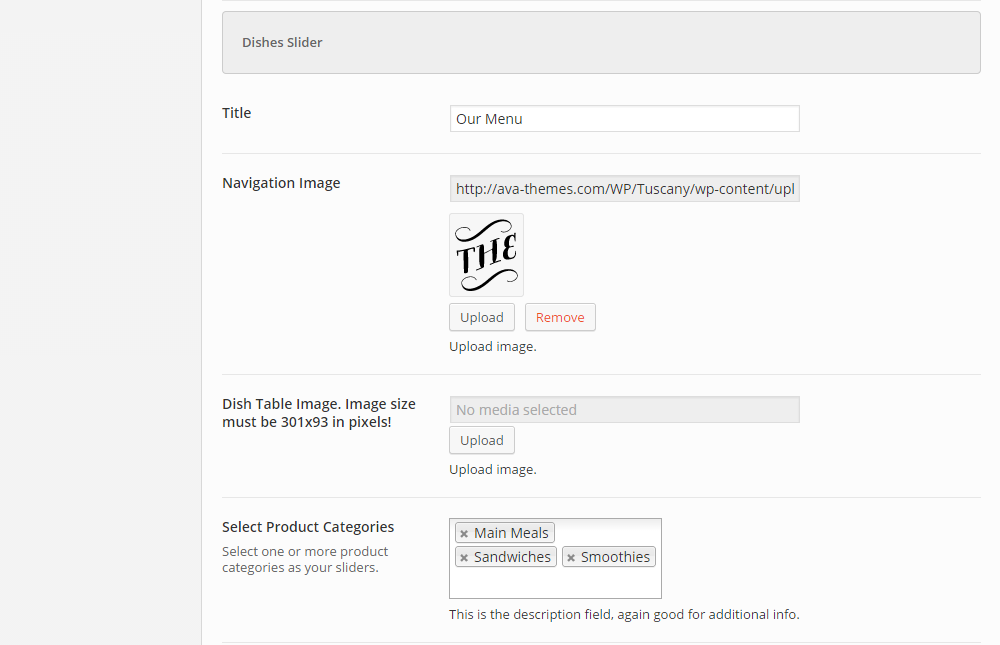 Dishes Slider
Title
Our Menu
Navigation Image
http://ava-themes.com/WP/Tuscany/wp-content/upl
THE
Upload
Remove
Upload image.
Dish Table Image. Image size
must be 301x93 in pixels!
No media selected
Upload
Upload image.
Select Product Categories
Select one or more product
categories as your sliders.
× Main Meals
× Sandwiches × Smoothies
This is the description field, again good for additional info.